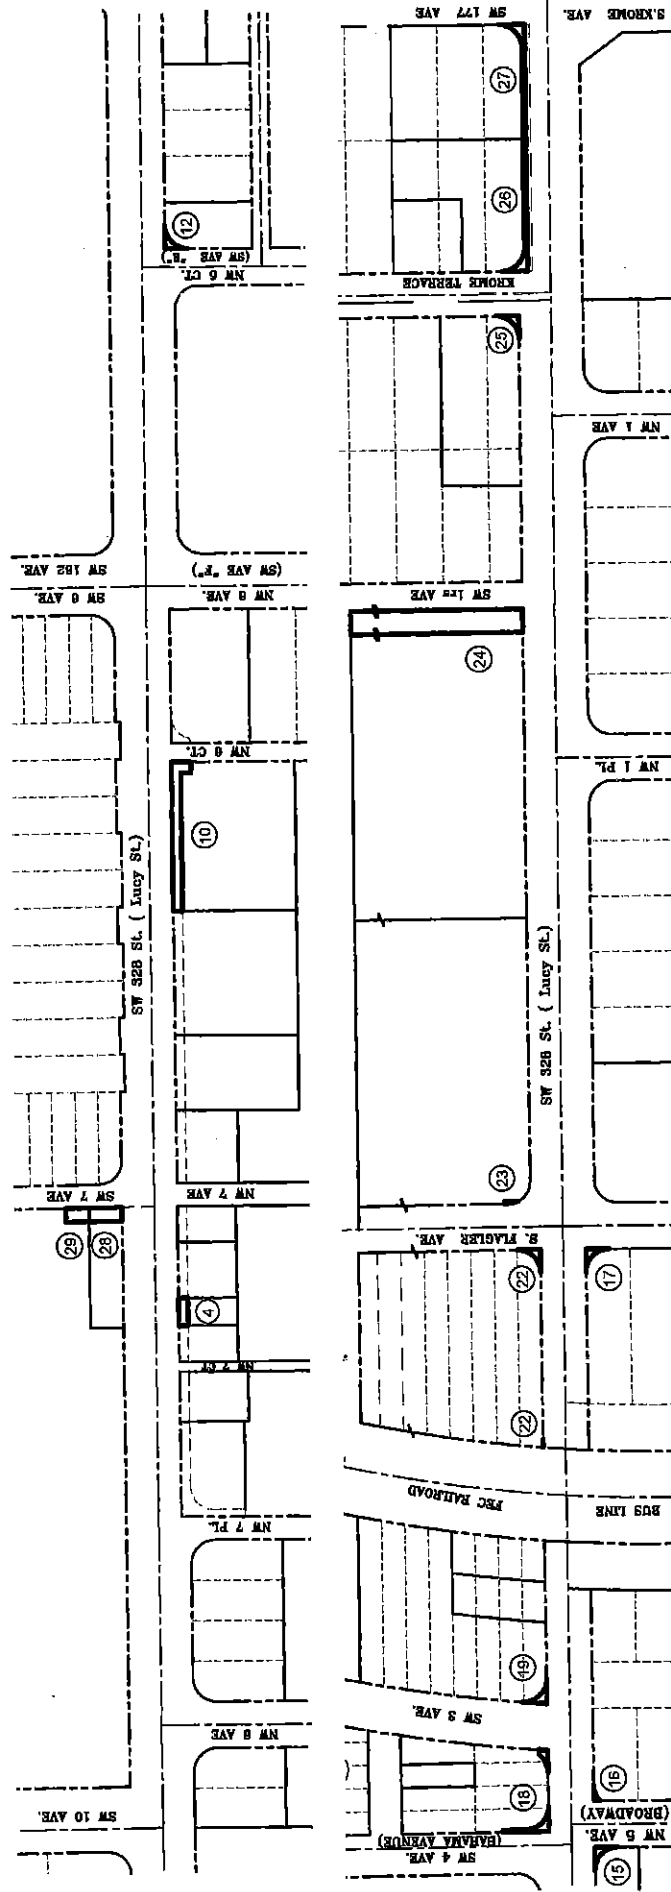 SW 10 AVE.
NW 8 AVE
NW 7 PL.
NW 7 CT
4
29
28
SW 7 AVE
NW 7 AVE
SW 328 St. ( Lucy St.)
10
NW 6 CT.
SW 6 AVE.
NW 6 AVE.
SW 182 AVE.
(SW AVE "F")
NW 6 CT
(SW AVE "E")
12
SW 4 AVE.
(BAHAMA AVENUE)
15
NW 5 AVE.
(BROADWAY)
18
16
SW 3 AVE.
19
FEC RAILROAD
BUS LINE
22
22
17
S. FLAGLER AVE.
23
SW 328 St. ( Lucy St.)
24
NW 1 PL.
SW 1rs AVE
NW 1 AVE
25
KROME TERRACE
26
27
SW 177 AVE
S.KROME AVE.